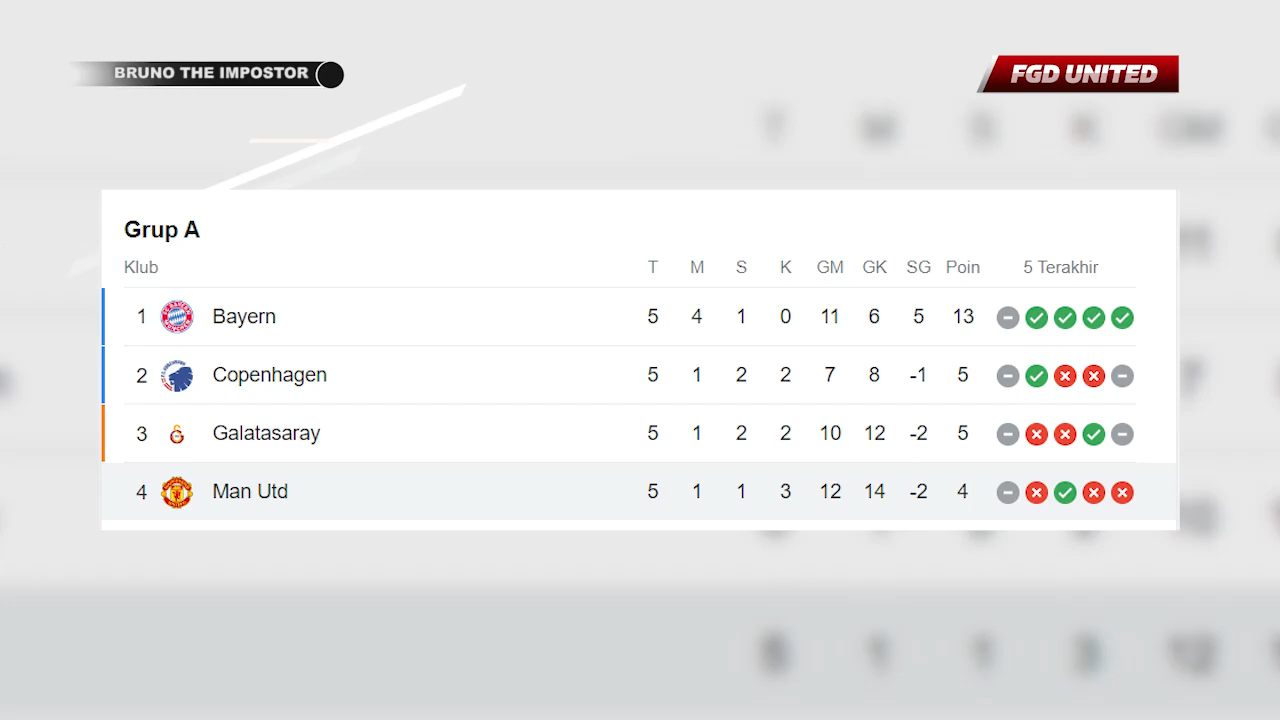 BRUNO THE IMPOSTOR
FGD UNITED
Grup A
Klub T M S K GM GK SG Poin 5 Terakhir
1 Bayern 5 4 1 0 11 6 5 13
2 Copenhagen 5 1 2 2 7 8 -1 5
3 Galatasaray 5 1 2 2 10 12 -2 5
4 Man Utd 5 1 1 3 12 14 -2 4